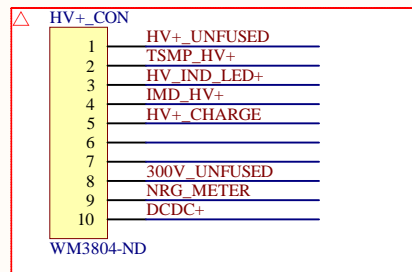 HV+_CON
1 HV+_UNFUSED
2 TSMP_HV+
3 HV_IND_LED+
4 IMD_HV+
5 HV+_CHARGE
6
7
8 300V_UNFUSED
9 NRG_METER
10 DCDC+
WM3804-ND